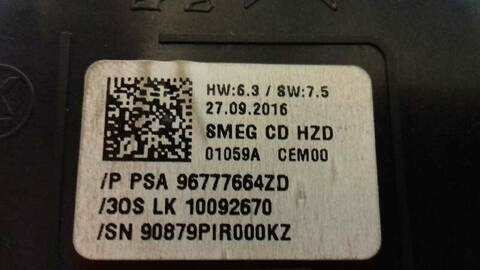 HW:6.3 / SW:7.5
27.09.2016
SMEG CD HZD
01059A CEM00
/P PSA 96777664ZD
/3OS LK 10092670
/SN 90879PIR000KZ